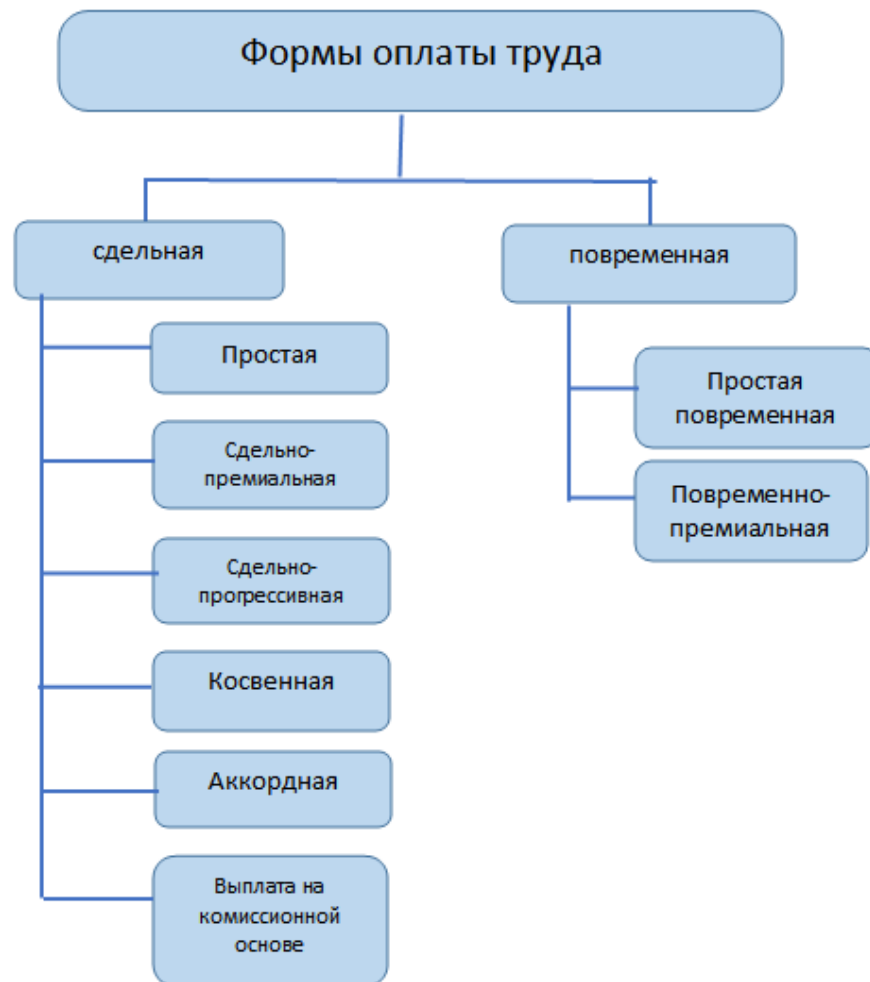 Формы оплаты труда
сдельная
Простая
Сдельно-
премиальная
Сдельно-
прогрессивная
Косвенная
Аккордная
Выплата на
комиссионной
основе
повременная
Простая
повременная
Повременно-
премиальная